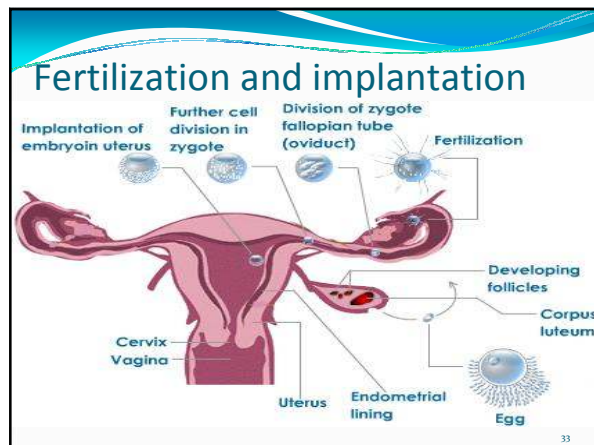 Fertilization and implantation
Implantation of
embryoin uterus
Further cell
division in
zygote
Division of zygote
fallopian tube
(oviduct)
Fertilization
Developing
follicles
Corpus
luteum
Cervix
Vagina
Uterus
Endometrial
lining
Egg
33